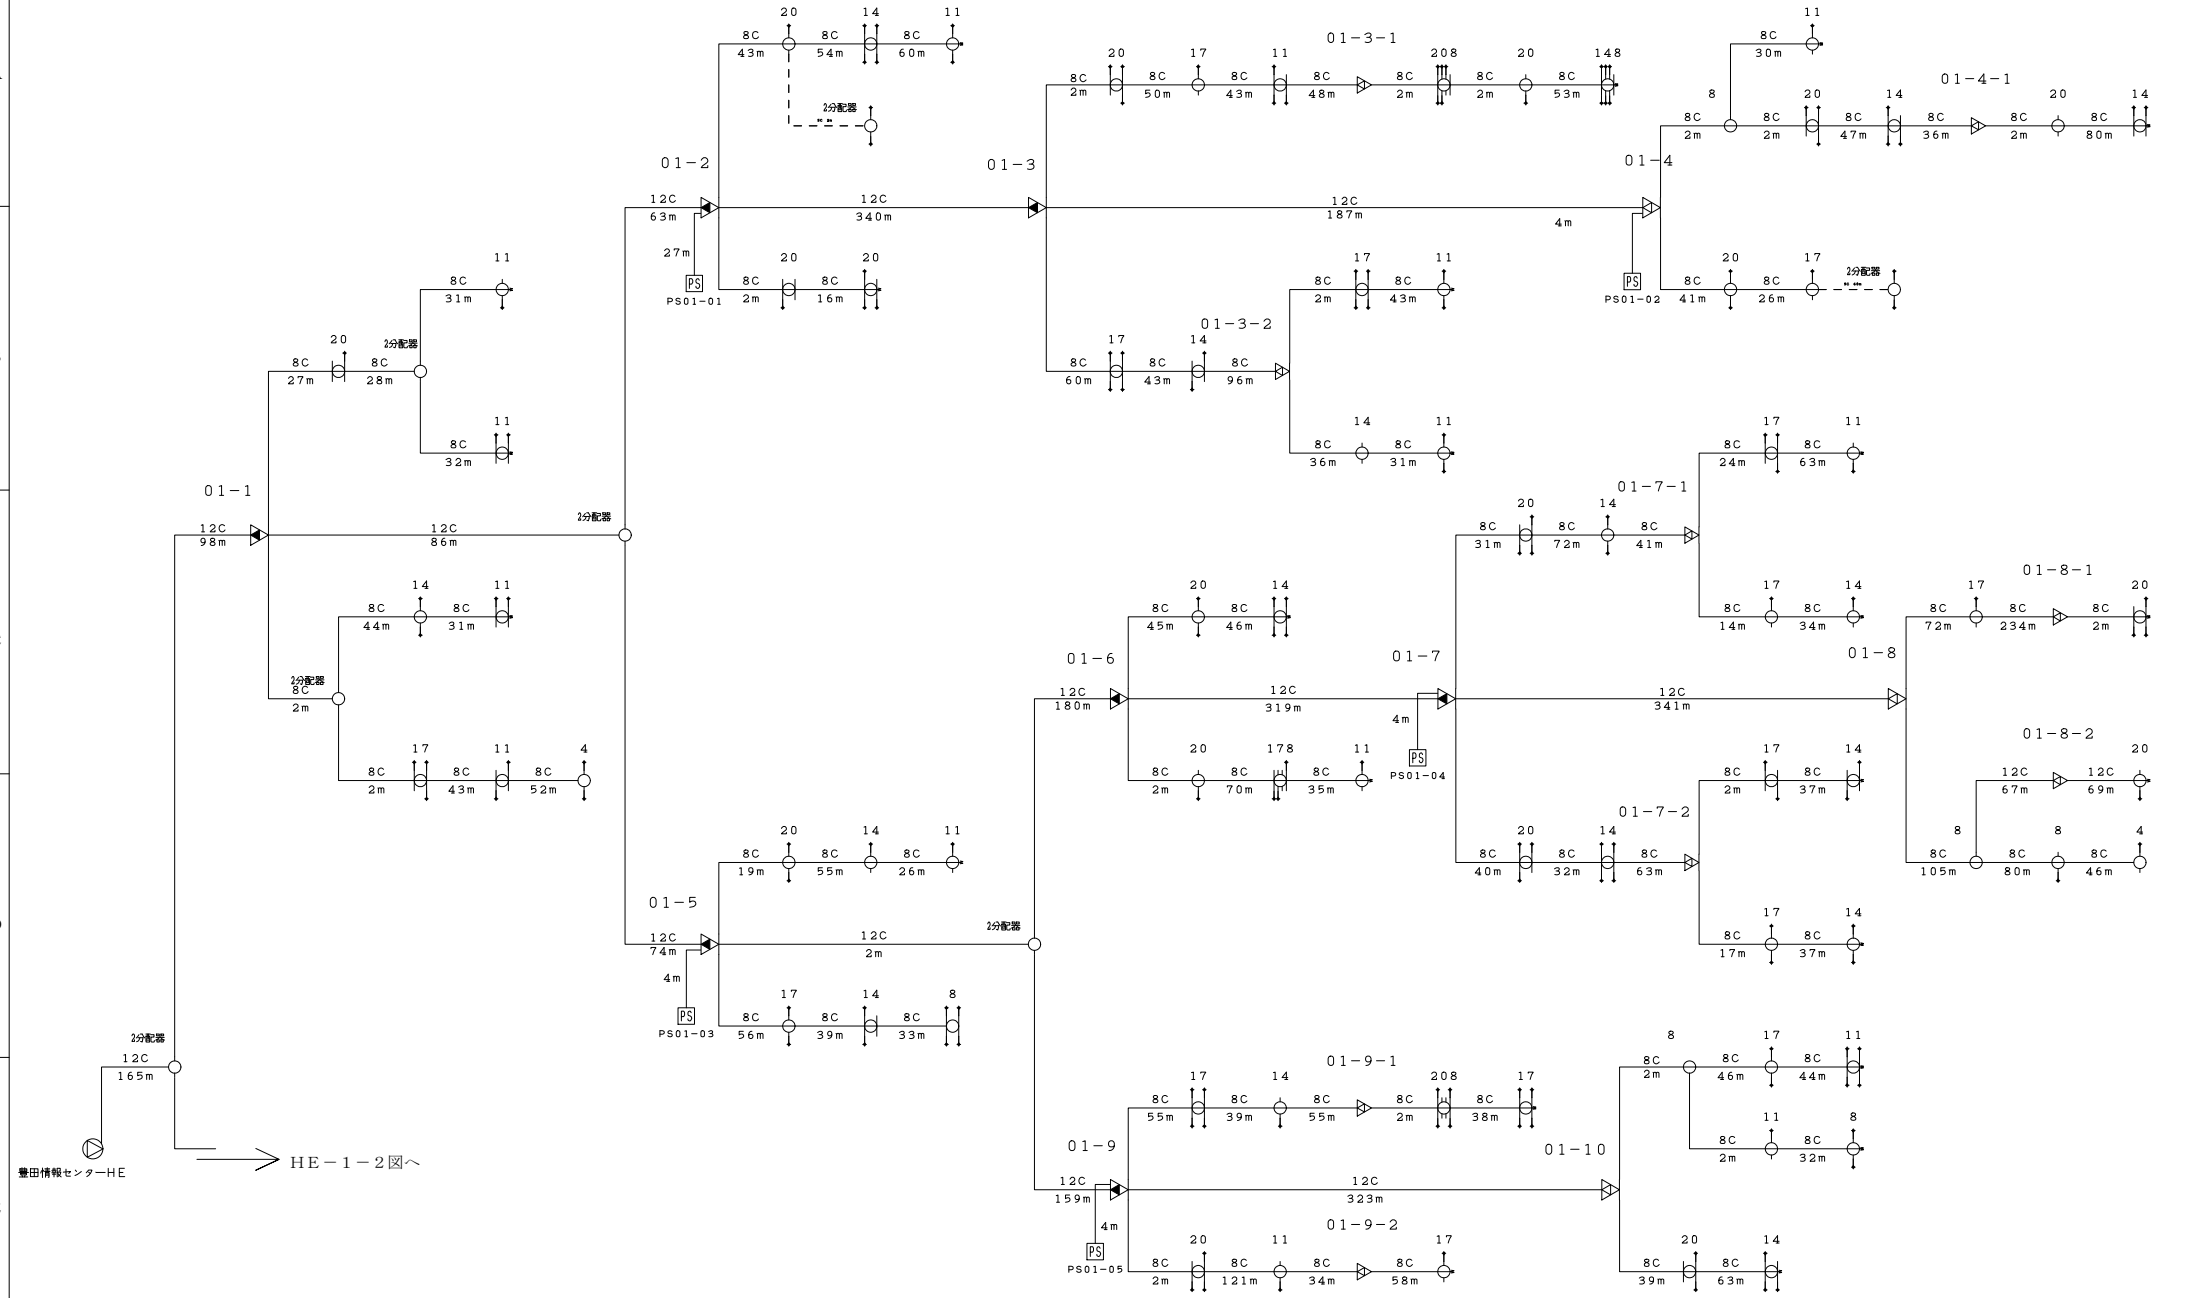 20 14 11
8C 8C 8C
43m 54m 60m
2分配器
01-3-1
20 17 11 208 20 148
8C 8C 8C 8C 8C 8C 8C
2m 50m 43m 48m 2m 2m 53m
11
8C
30m
01-4-1
8 20 14 20 14
8C 8C 8C 8C 8C 8C
2m 2m 47m 36m 2m 80m
01-2
01-3
01-4
12C 12C 12C
63m 340m 187m
27m
4m
PS
PS01-01
PS
PS01-02
20 20
8C 8C
2m 16m
17 11
8C 8C
2m 43m
20 17
8C 8C
41m 26m
2分配器
11
8C
31m
20
2分配器
8C 8C
27m 28m
01-3-2
17 14
8C 8C 8C
60m 43m 96m
11
8C
32m
14 11
8C 8C
36m 31m
17 11
8C 8C
24m 63m
01-1
2分配器
12C 12C
98m 86m
01-7-1
20 14
8C 8C 8C
31m 72m 41m
14 11
8C 8C
44m 31m
20 14
8C 8C
45m 46m
17 14
8C 8C
14m 34m
01-8-1
17 20
8C 8C 8C
72m 234m 2m
2分配器
8C
2m
01-6
01-7
01-8
12C 12C 12C
180m 319m 341m
4m
PS
PS01-04
17 11 4
8C 8C 8C
2m 43m 52m
20 178 11
8C 8C 8C
2m 70m 35m
17 14
8C 8C
2m 37m
01-8-2
20
12C 12C
67m 69m
20 14 11
8C 8C 8C
19m 55m 26m
01-7-2
20 14
8C 8C 8C
40m 32m 63m
8 8 4
8C 8C 8C
105m 80m 46m
01-5
2分配器
12C 12C
74m 2m
4m
PS
PS01-03
17 14
8C 8C
17m 37m
17 14 8
8C 8C 8C
56m 39m 33m
2分配器
12C
165m
豊田情報センターHE
HE-1-2図へ
01-9-1
17 14 208 17
8C 8C 8C 8C 8C
55m 39m 55m 2m 38m
8 17 11
8C 8C 8C
2m 46m 44m
11 8
8C 8C
2m 32m
01-9
01-10
12C 12C
159m 323m
4m
PS
PS01-05
01-9-2
20 11 17
8C 8C 8C 8C
2m 121m 34m 58m
20 14
8C 8C
39m 63m